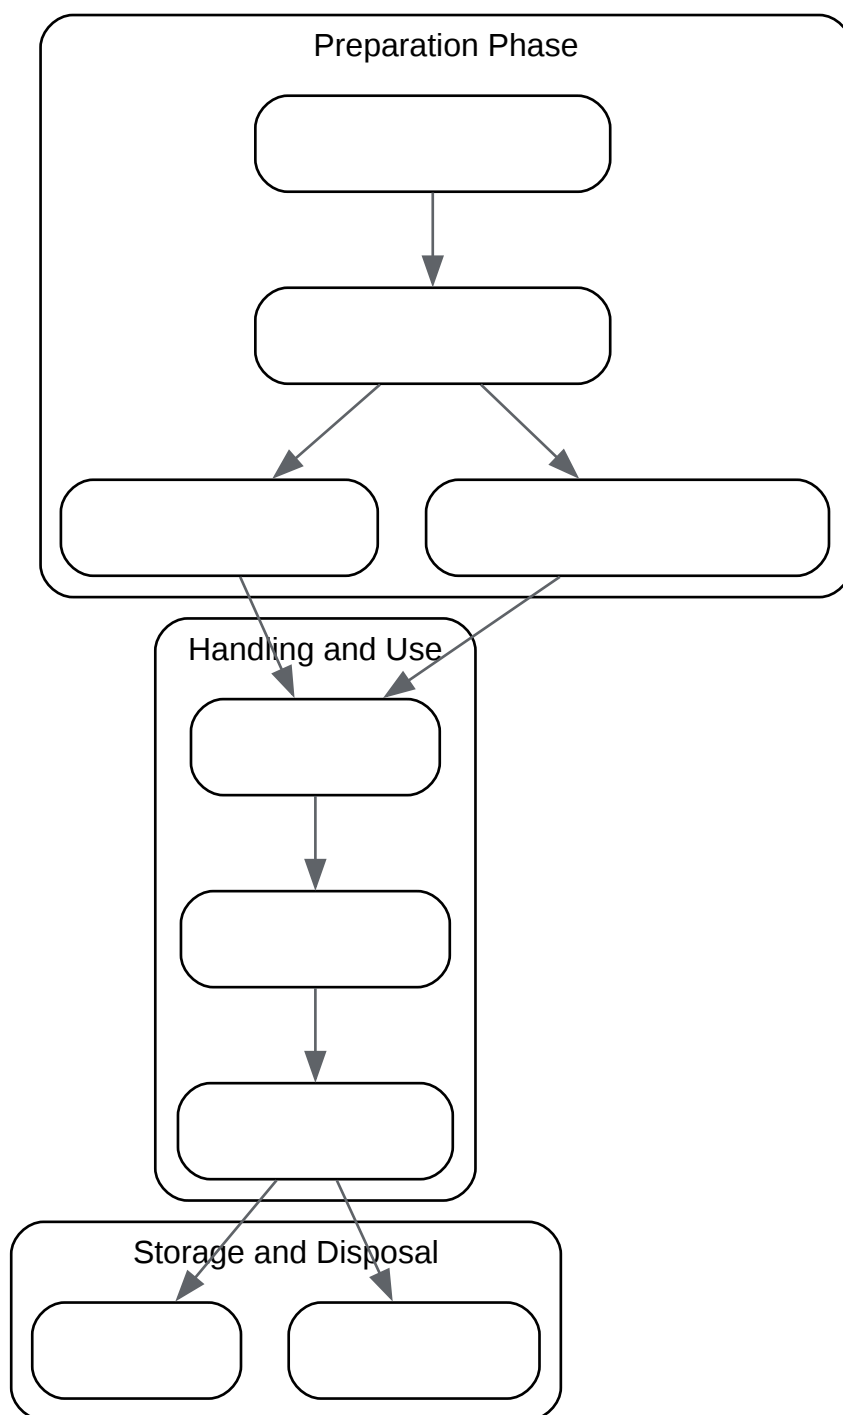 Preparation Phase
Handling and Use
Storage and Disposal